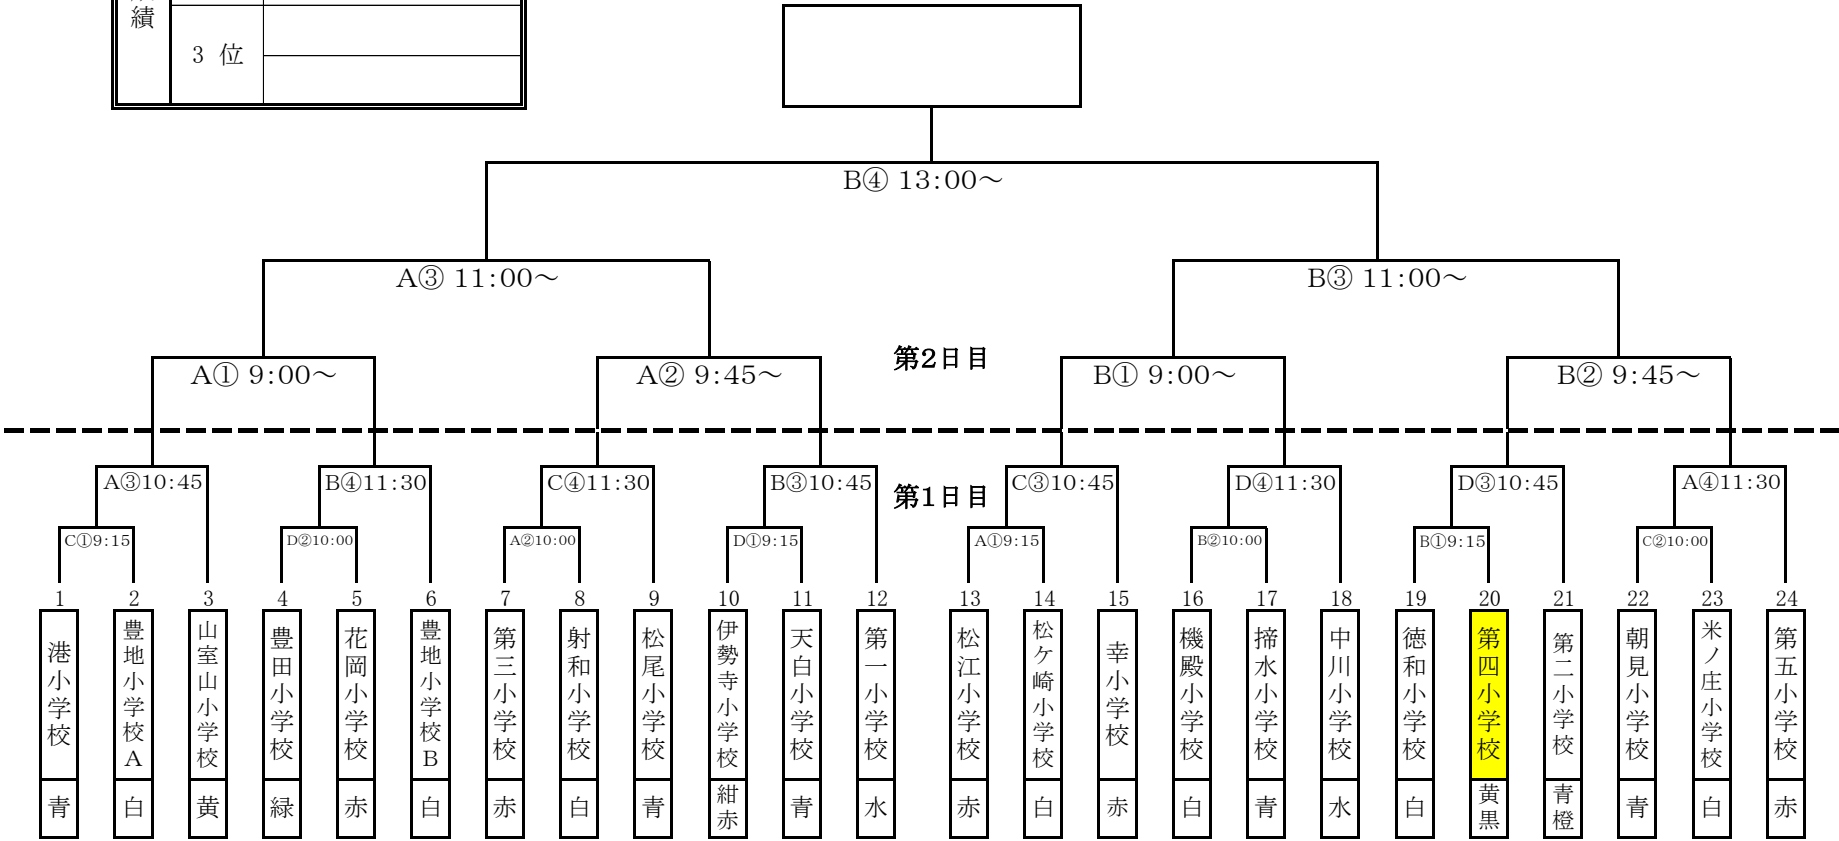 績
3 位
B④ 13:00～
A③ 11:00～
B③ 11:00～
第2日目
A① 9:00～
A② 9:45～
B① 9:00～
B② 9:45～
第1日目
A③10:45
B④11:30
C④11:30
B③10:45
C③10:45
D④11:30
D③10:45
A④11:30
C①9:15
D②10:00
A②10:00
D①9:15
A①9:15
B②10:00
B①9:15
C②10:00
1 2 3 4 5 6 7 8 9 10 11 12 13 14 15 16 17 18 19 20 21 22 23 24
港小学校
豊地小学校A
山室山小学校
豊田小学校
花岡小学校
豊地小学校B
第三小学校
射和小学校
松尾小学校
伊勢寺小学校
天白小学校
第一小学校
松江小学校
松ケ崎小学校
幸小学校
機殿小学校
揥水小学校
中川小学校
徳和小学校
第四小学校
第二小学校
朝見小学校
米ノ庄小学校
第五小学校
青
白
黄
緑
赤
白
赤
白
青
紺赤
青
水
赤
白
赤
白
青
水
白
黄黒
青橙
青
白
赤